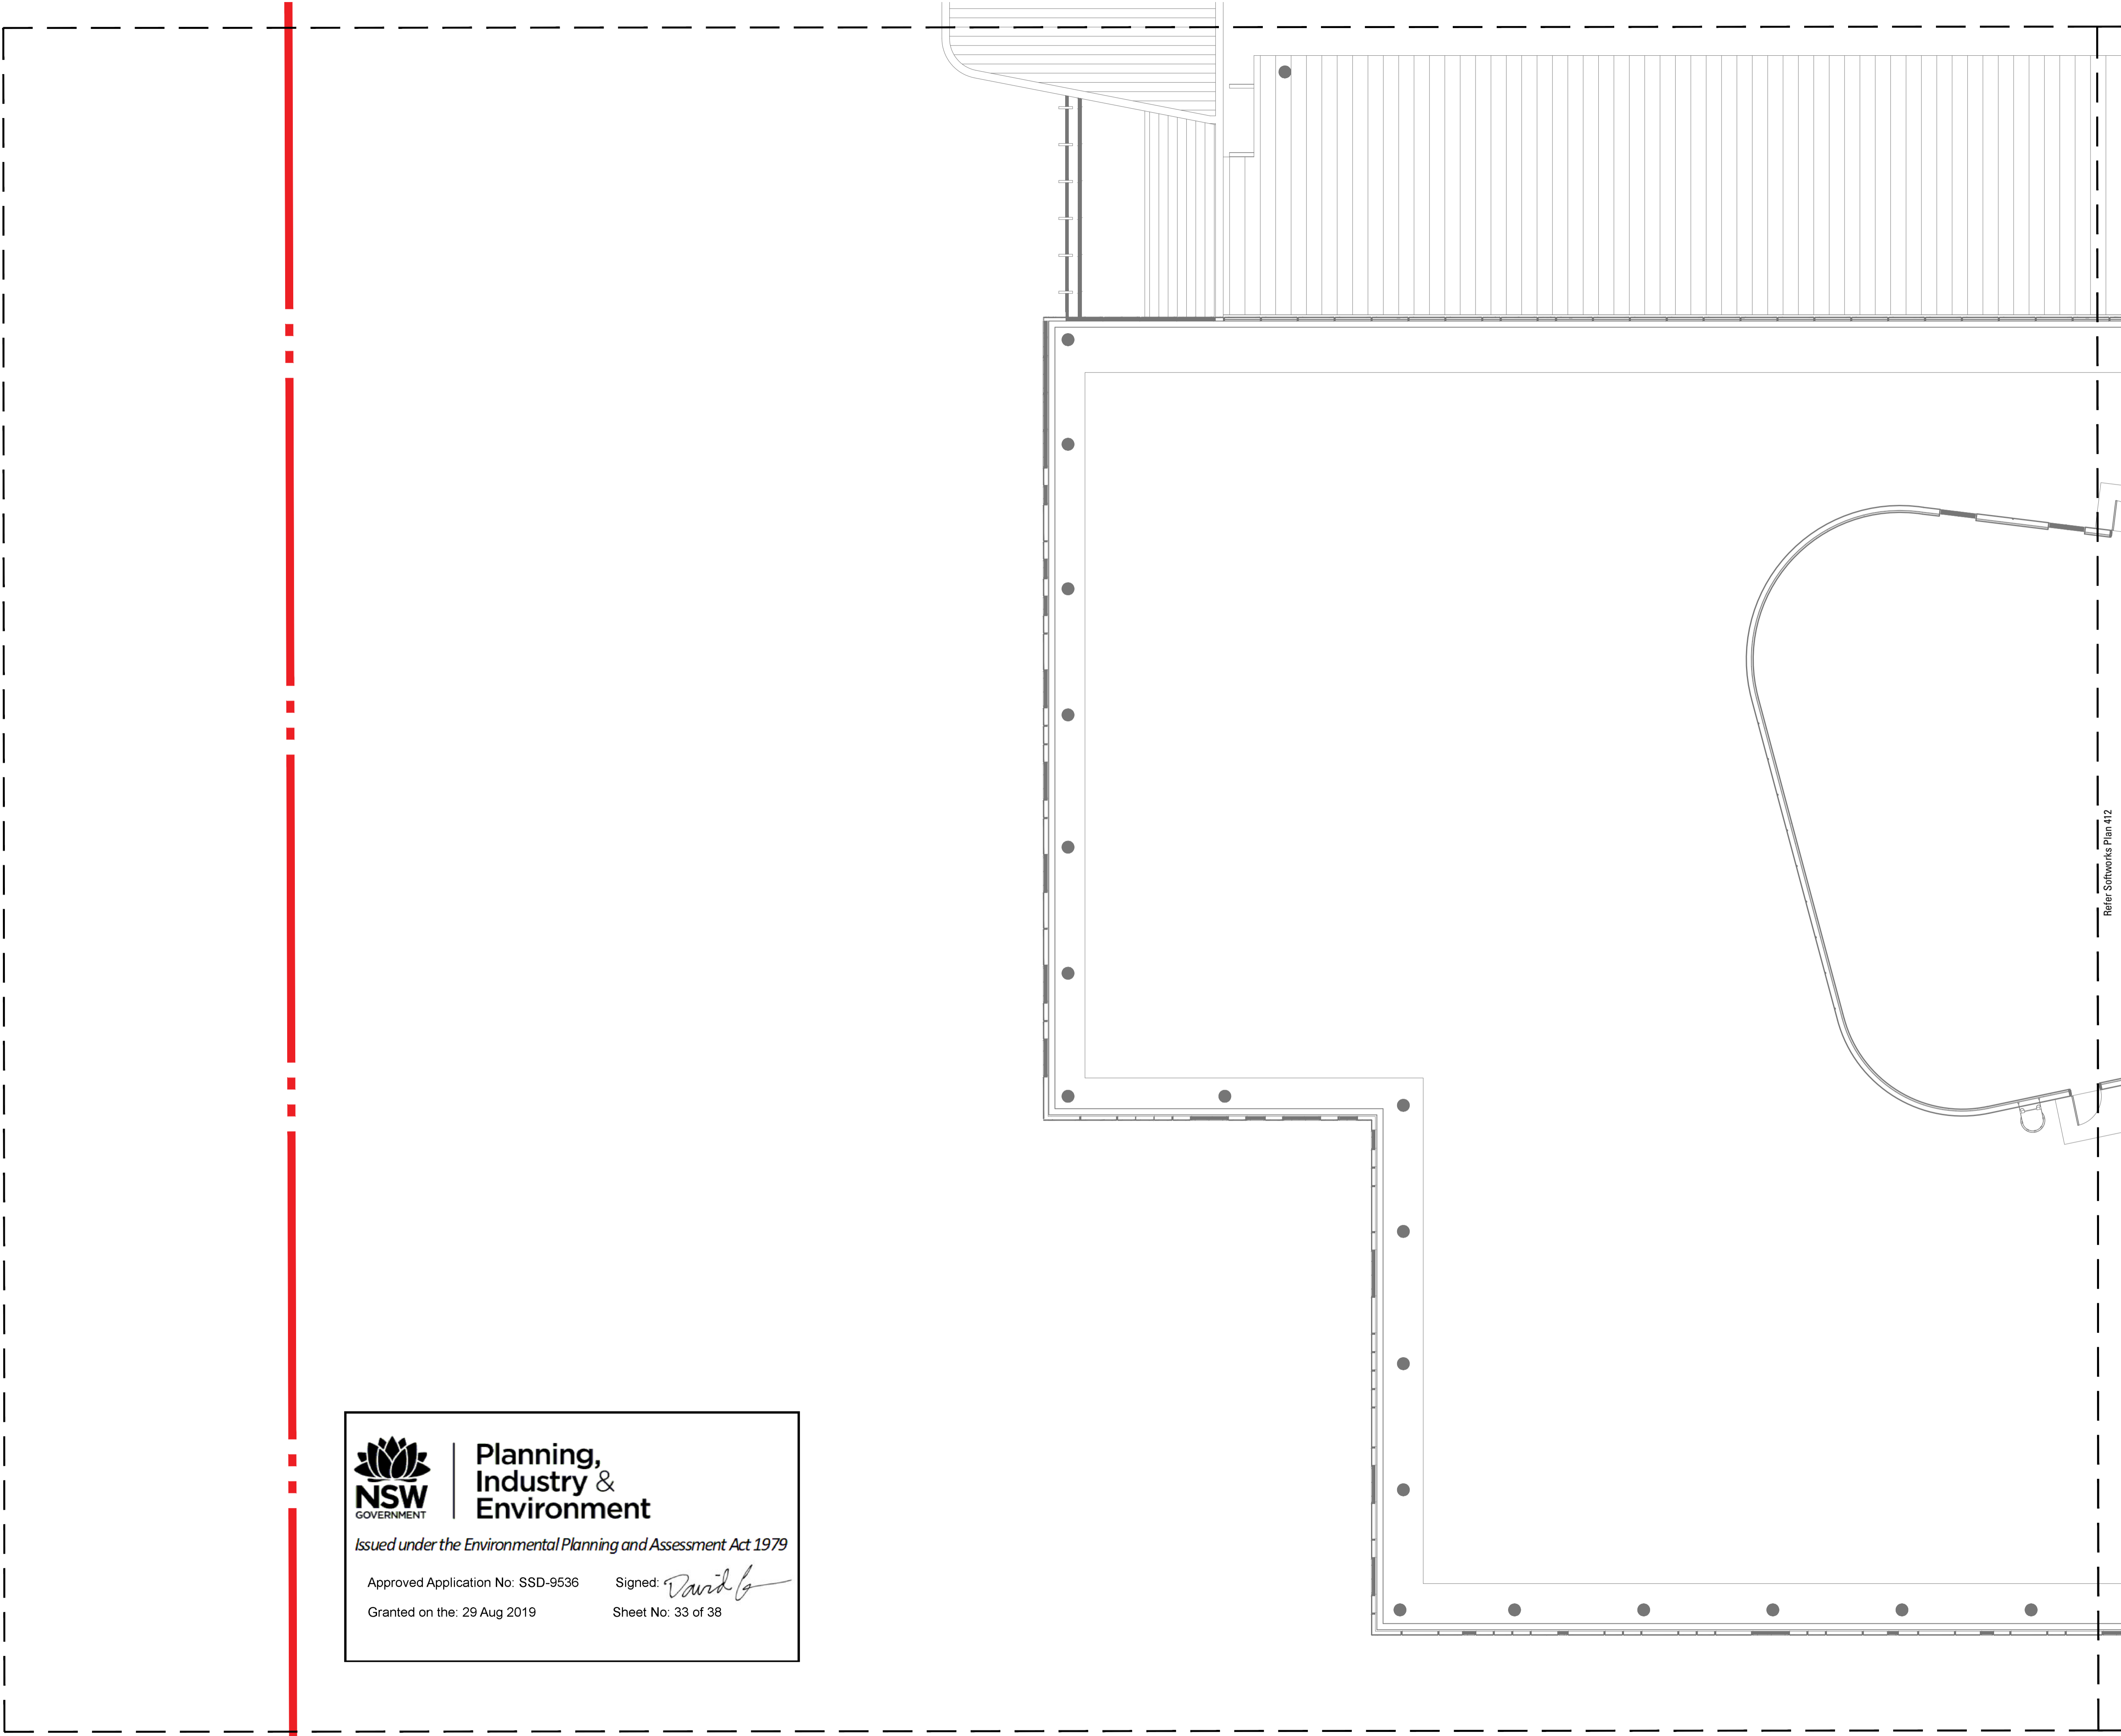 Refer Softworks Plan 412
NSW
GOVERNMENT
Planning,
Industry &
Environment
Issued under the Environmental Planning and Assessment Act 1979
Approved Application No: SSD-9536
Signed: David
Granted on the: 29 Aug 2019
Sheet No: 33 of 38